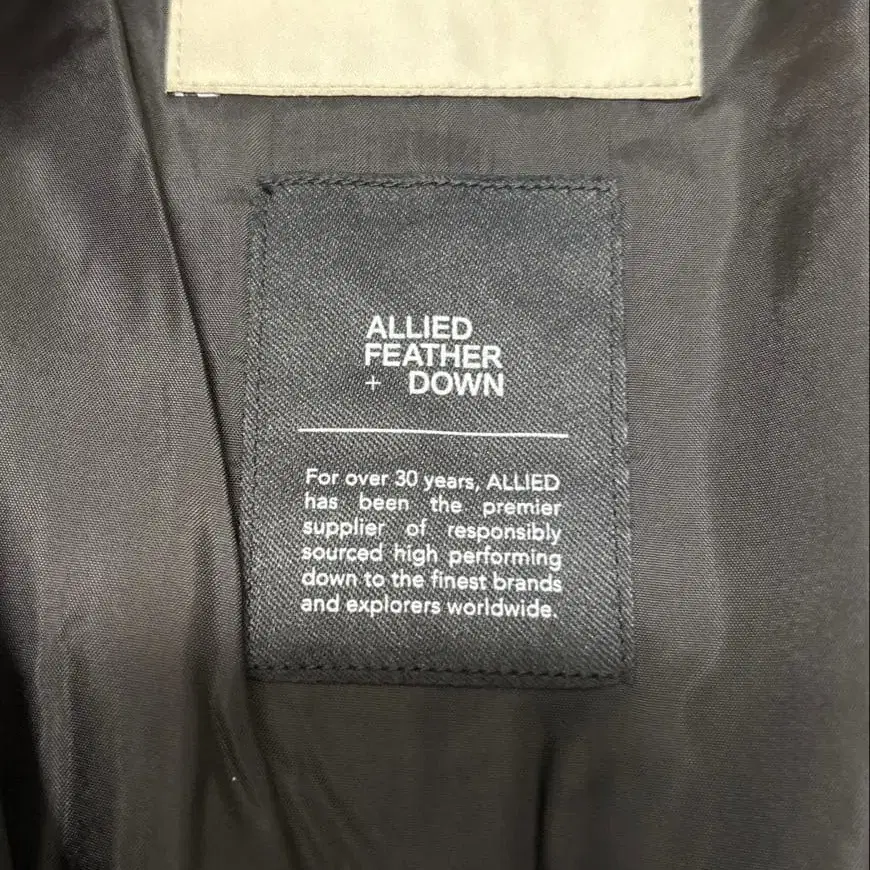 ALLIED
FEATHER
+ DOWN
For over 30 years, ALLIED
has been the premier
supplier of responsibly
sourced high performing
down to the finest brands
and explorers worldwide.